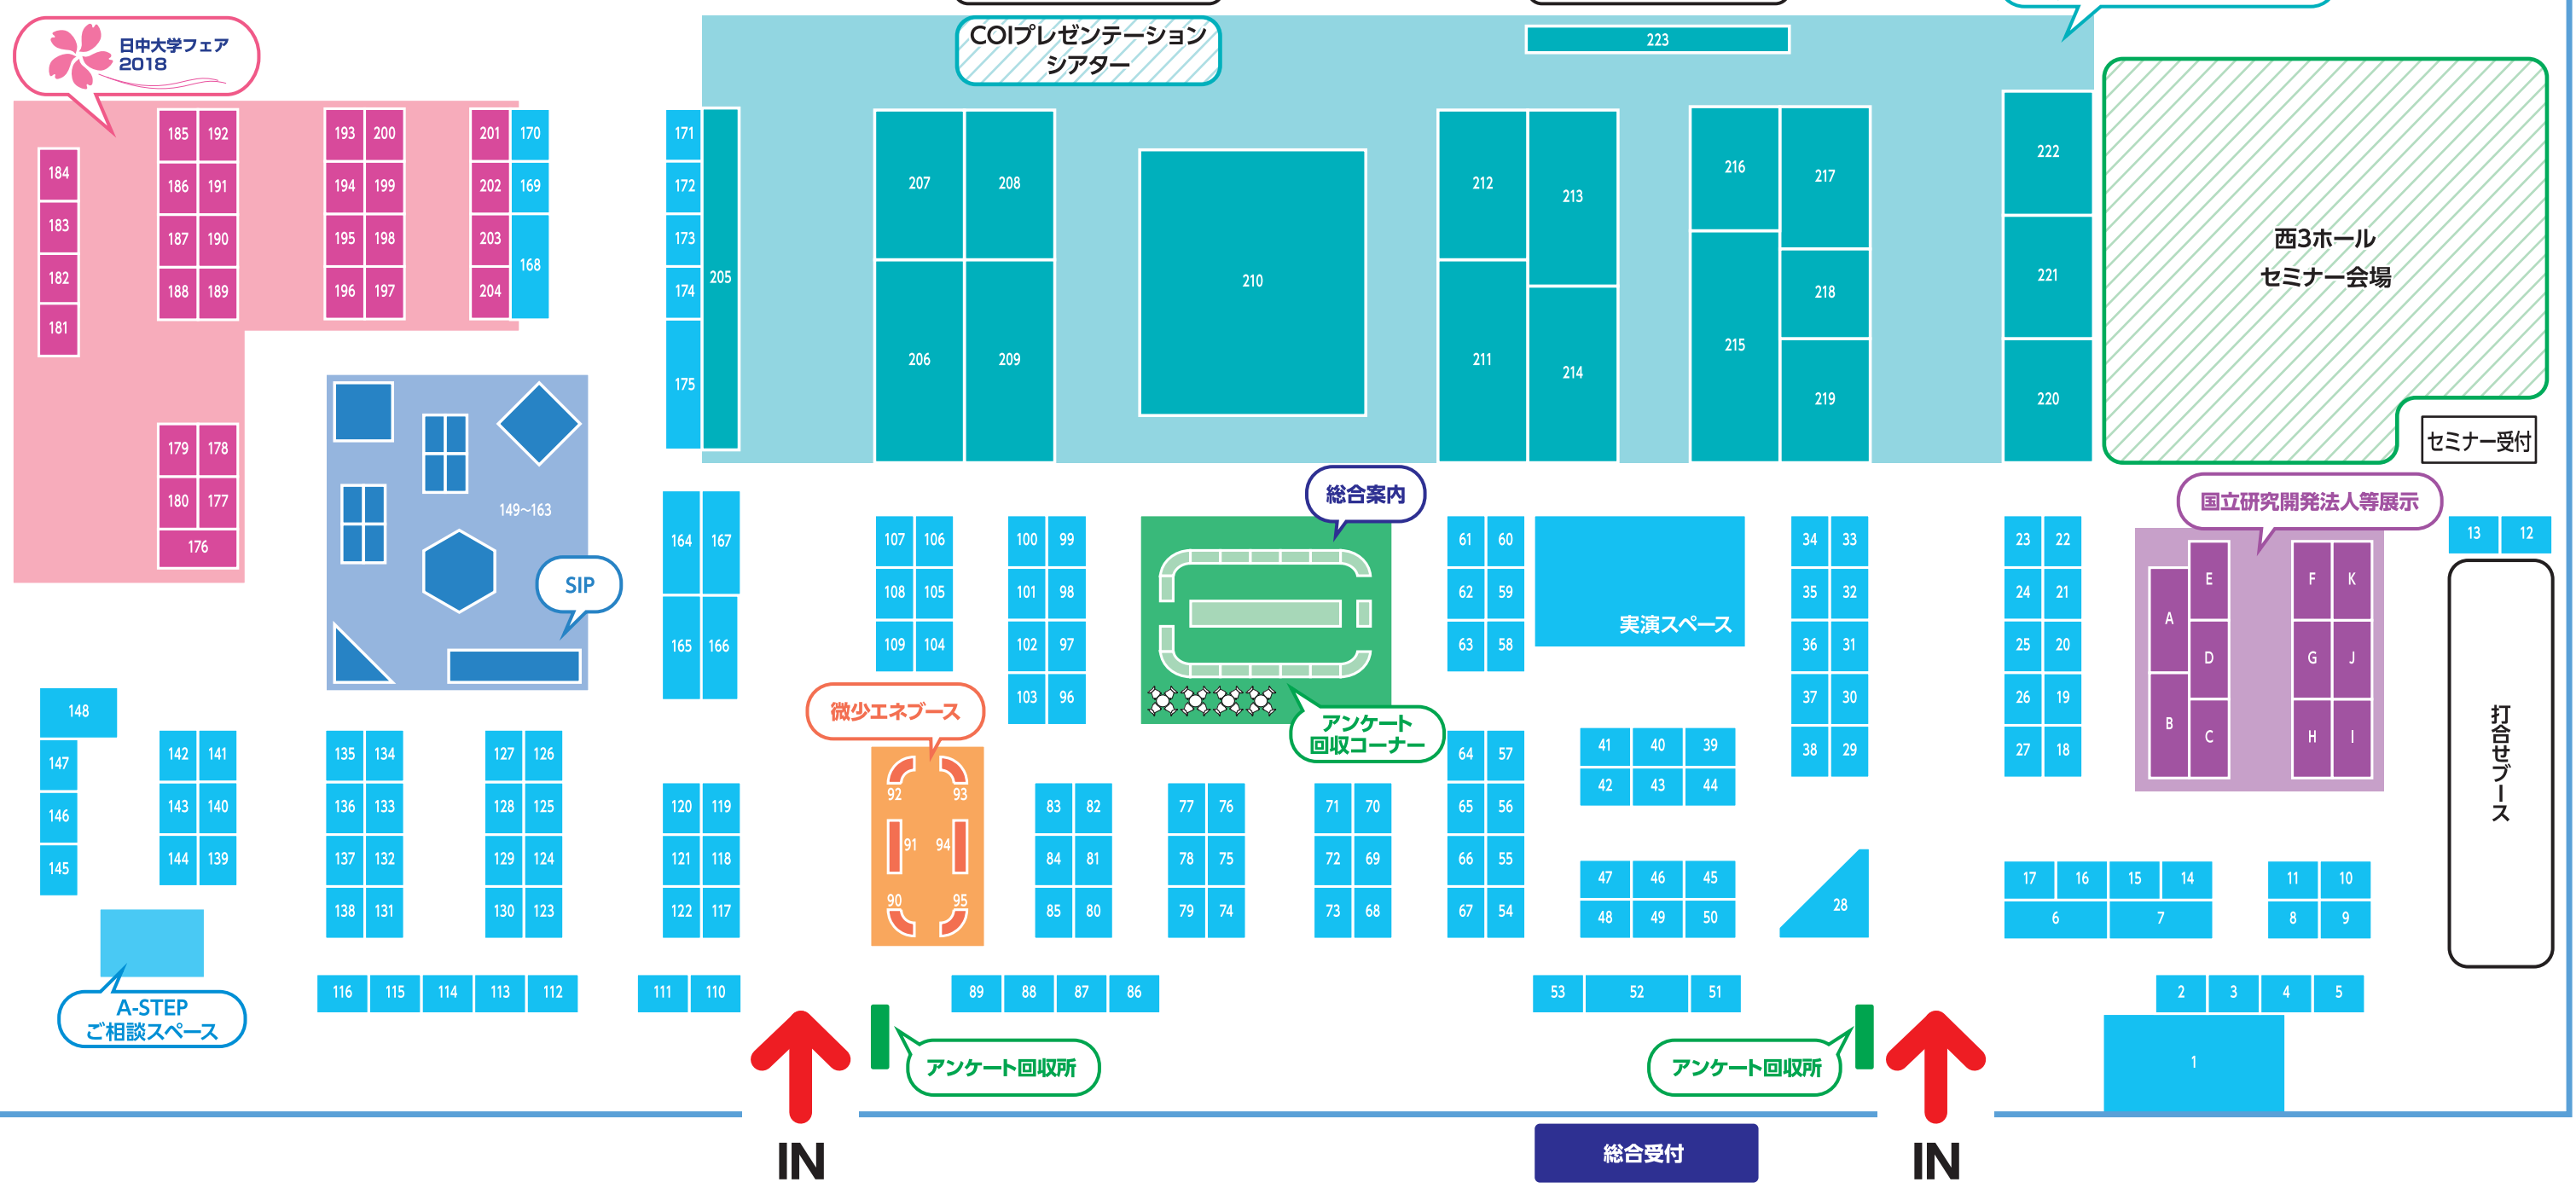 日中大学フェア
2018
COIプレゼンテーション
シアター
223
184
183
182
181
185 192
186 191
187 190
188 189
193 200
194 199
195 198
196 197
201 170
202 169
203
168
204
171
172
173
174
175
205
207 208
206 209
210
212
213
211
214
216
217
218
215
219
222
221
220
西3ホール
セミナー会場
セミナー受付
179 178
180 177
176
149〜163
SIP
164 167
165 166
107 106
108 105
109 104
100 99
101 98
102 97
103 96
総合案内
アンケート
回収コーナー
61 60
62 59
63 58
実演スペース
34 33
35 32
36 31
37 30
38 29
23 22
24 21
25 20
26 19
27 18
国立研究開発法人等展示
A
B
E
D
C
F K
G J
H I
13 12
打合せブース
148
147
146
145
142 141
143 140
144 139
135 134
136 133
137 132
138 131
127 126
128 125
129 124
130 123
120 119
121 118
122 117
微少エネブース
92 93
91 94
90 95
83 82
84 81
85 80
77 76
78 75
79 74
71 70
72 69
73 68
64 57
65 56
66 55
67 54
41 40 39
42 43 44
47 46 45
48 49 50
28
17 16 15 14
6 7
11 10
8 9
A-STEP
ご相談スペース
116 115 114 113 112
111 110
89 88 87 86
53 52 51
2 3 4 5
1
アンケート回収所
アンケート回収所
IN
総合受付
IN